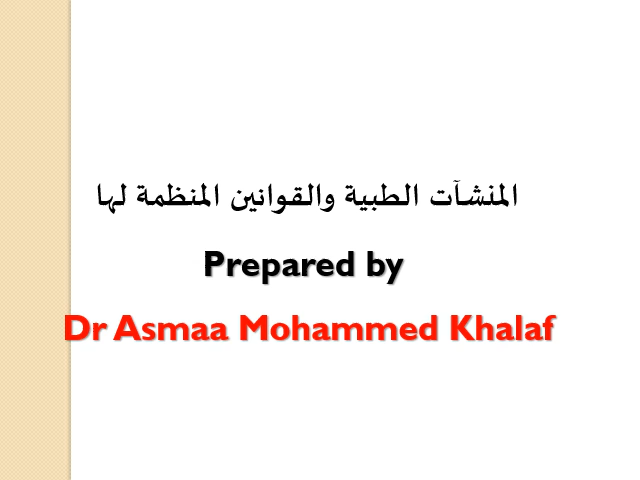 المنشآت الطبية والقوانين المنظمة لها
Prepared by
Dr Asmaa Mohammed Khalaf